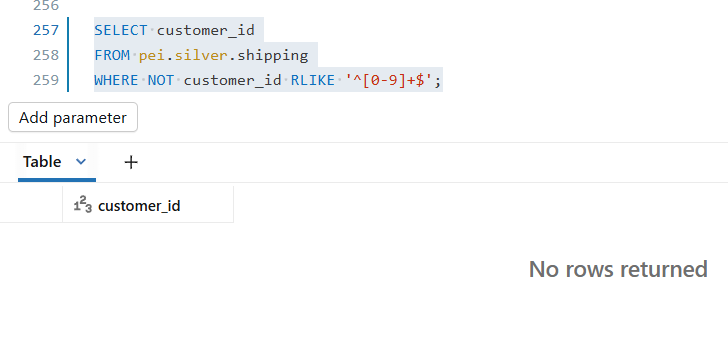 256
257 SELECT customer_id
258 FROM pei.silver.shipping
259 WHERE NOT customer_id RLIKE '^[0-9]+$';
Add parameter
Table +
123 customer_id
No rows returned